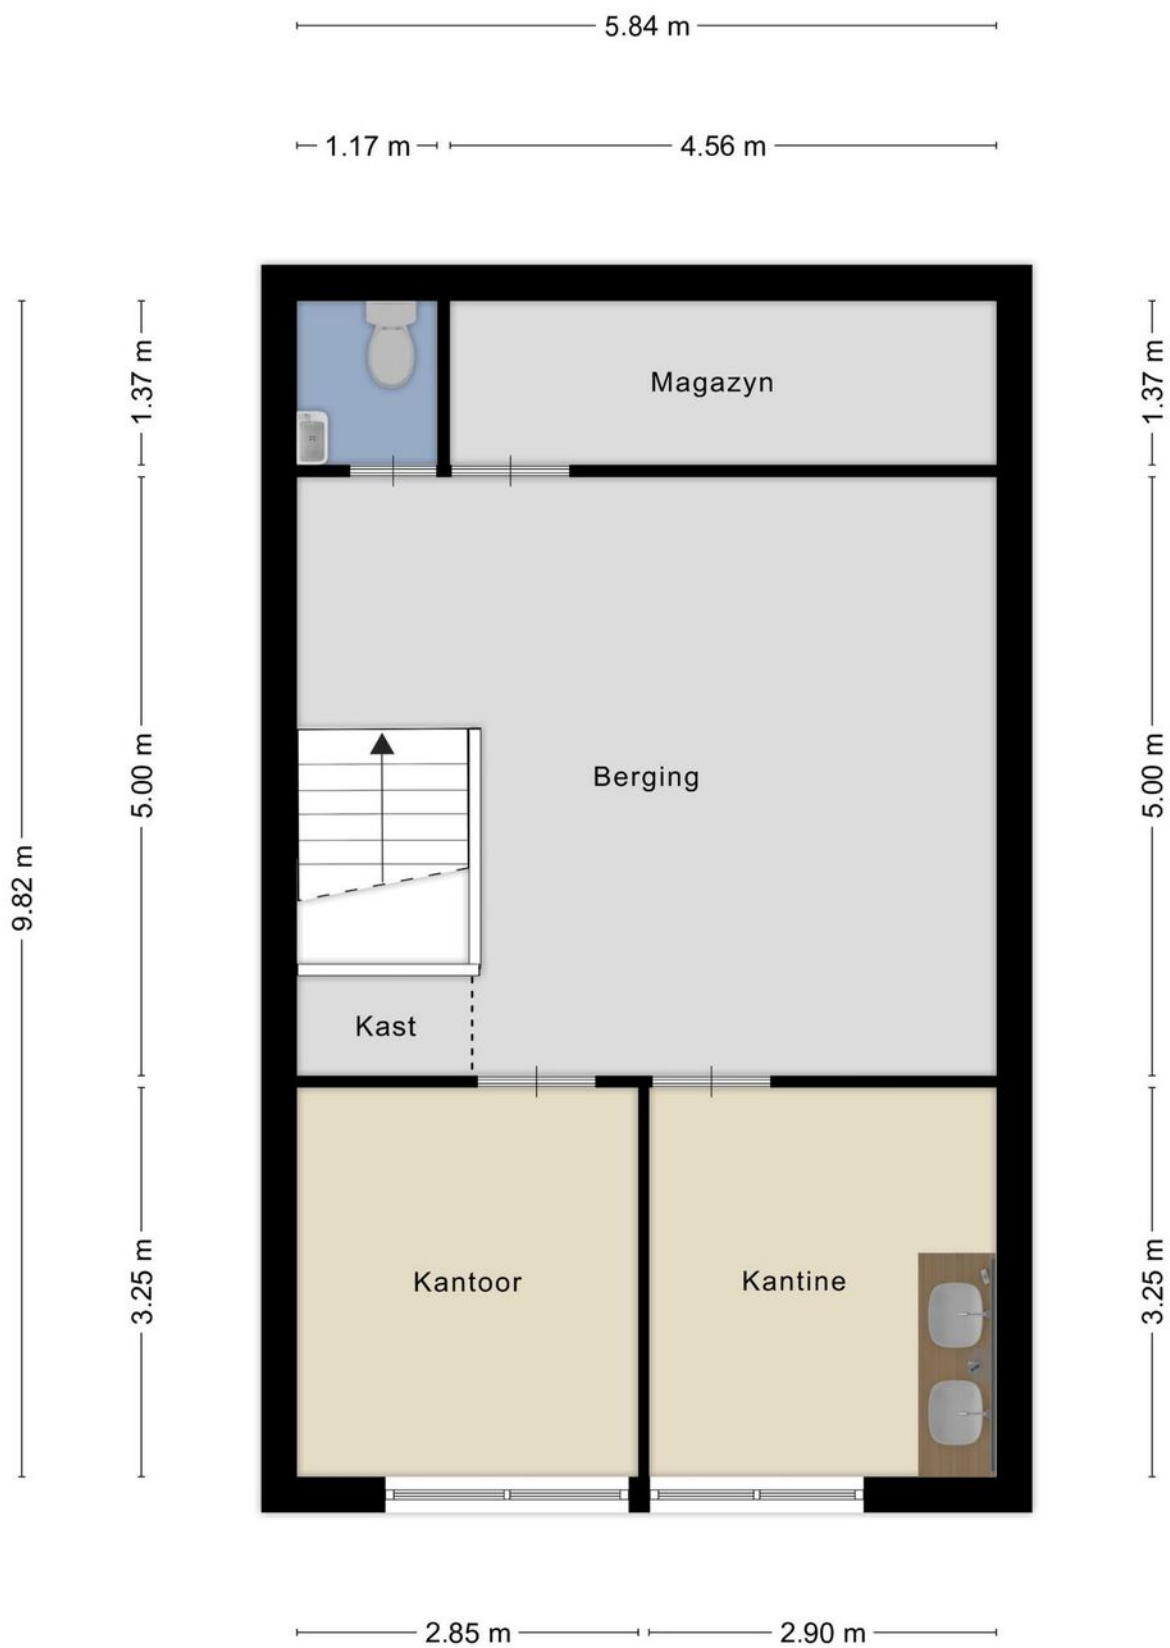 5.84 m
1.17 m
4.56 m
1.37 m
Magazyn
1.37 m
5.00 m
Berging
5.00 m
9.82 m
Kast
3.25 m
Kantoor
Kantine
3.25 m
2.85 m
2.90 m